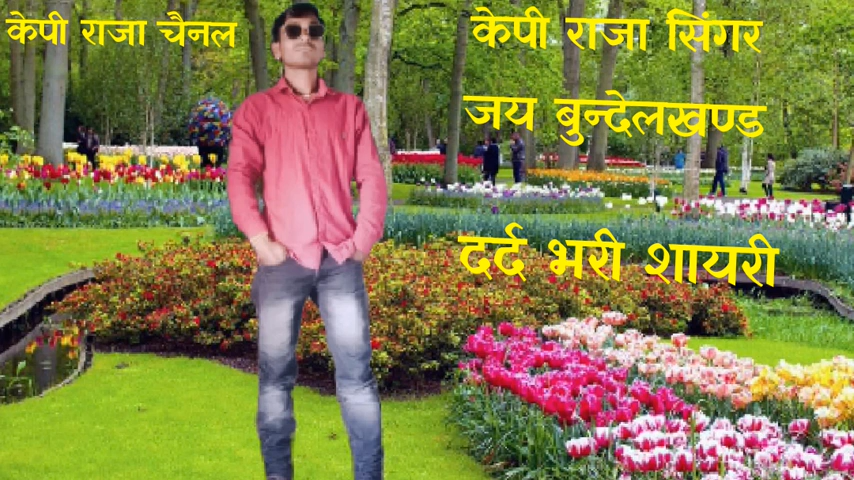 केपी राजा चैनल
केपी राजा सिंगर
जय बुन्देलखण्ड
दर्द भरी शायरी